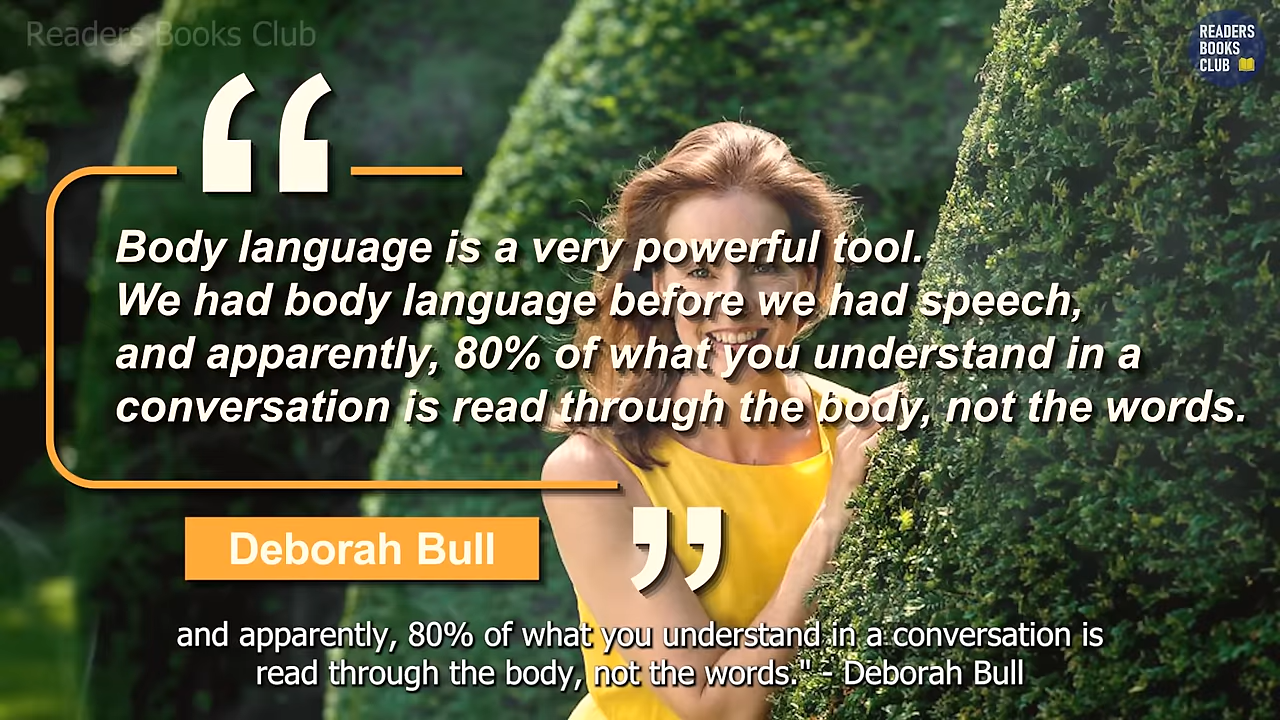 Readers Books Club
READERS
BOOKS
CLUB
“
Body language is a very powerful tool.
We had body language before we had speech,
and apparently, 80% of what you understand in a
conversation is read through the body, not the words.
”
Deborah Bull
and apparently, 80% of what you understand in a conversation is
read through the body, not the words." - Deborah Bull